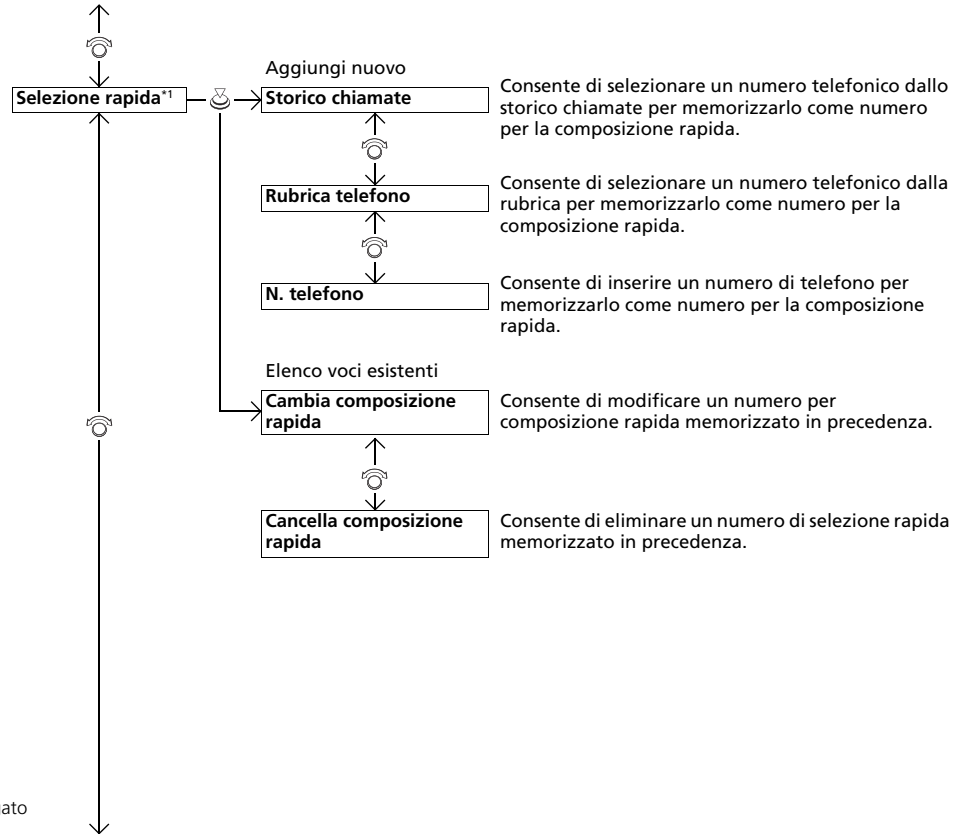 Aggiungi nuovo
Selezione rapida*1
Storico chiamate
Consente di selezionare un numero telefonico dallo
storico chiamate per memorizzarlo come numero
per la composizione rapida.
Rubrica telefono
Consente di selezionare un numero telefonico dalla
rubrica per memorizzarlo come numero per la
composizione rapida.
N. telefono
Consente di inserire un numero di telefono per
memorizzarlo come numero per la composizione
rapida.
Elenco voci esistenti
Cambia composizione
rapida
Consente di modificare un numero per
composizione rapida memorizzato in precedenza.
Cancella composizione
rapida
Consente di eliminare un numero di selezione rapida
memorizzato in precedenza.